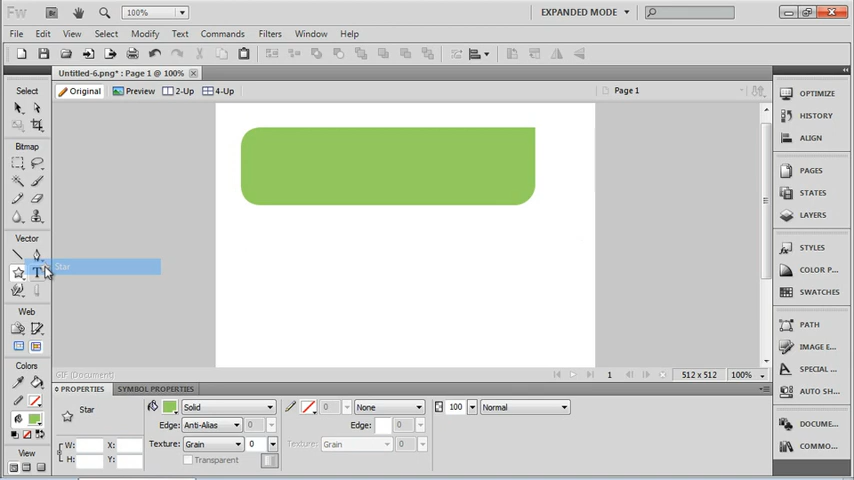 Fw 100% EXPANDED MODE
File Edit View Select Modify Text Commands Filters Window Help
Untitled-6.png* : Page 1 @ 100%
Original Preview 2-Up 4-Up Page 1
Select
Bitmap
Vector
Star
T
Web
Colors
View
GIF (Document) 1 512 x 512 100%
PROPERTIES SYMBOL PROPERTIES
Star
Solid 0 None 100 Normal
Edge: Anti-Alias 0 Edge: 0
Texture: Grain 0 Texture: Grain 0
W: X: Transparent
H: Y:
OPTIMIZE
HISTORY
ALIGN
PAGES
STATES
LAYERS
STYLES
COLOR P...
SWATCHES
PATH
IMAGE E...
SPECIAL ...
AUTO SH...
DOCUME...
COMMO...